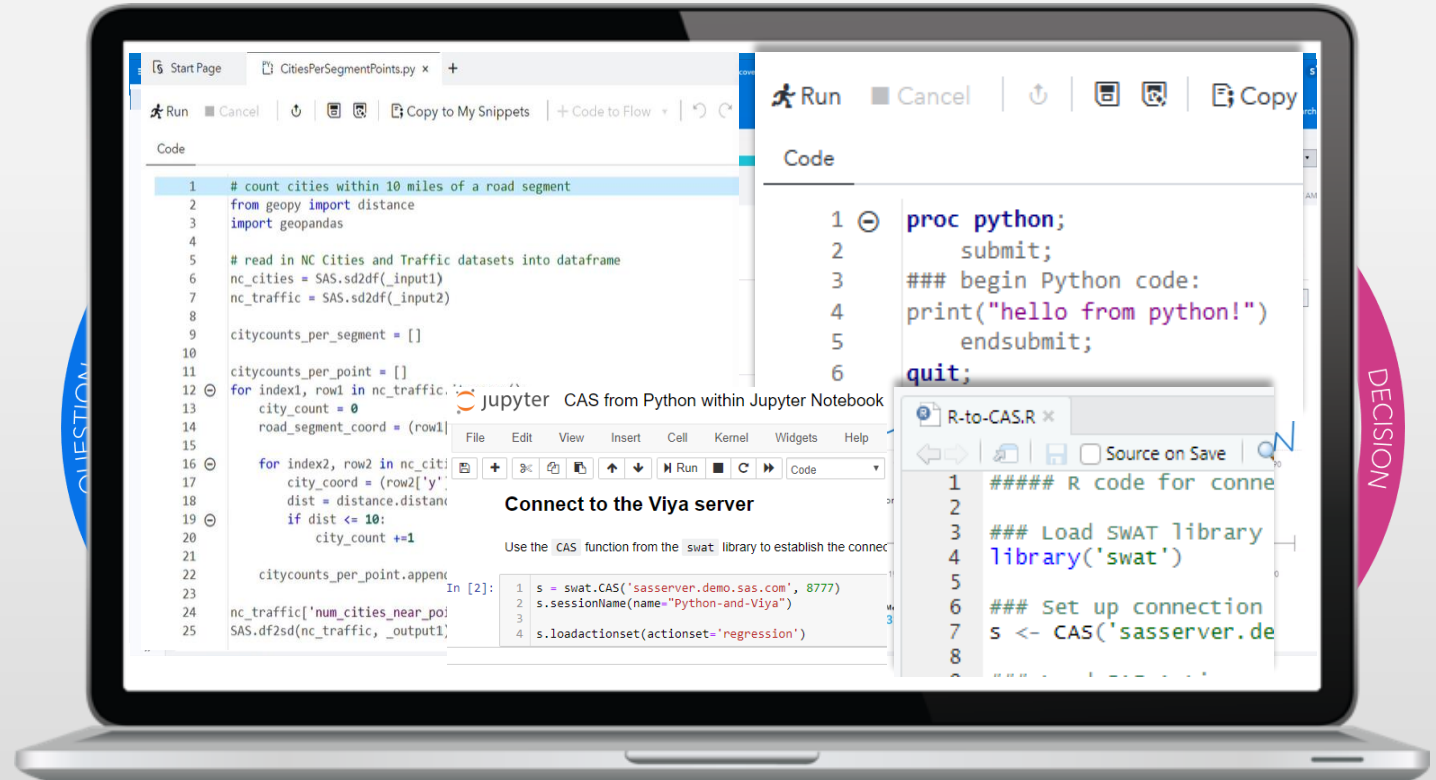 Start Page
CitiesPerSegmentPoints.py × +
Run Cancel Copy to My Snippets + Code to Flow
Code
1 # count cities within 10 miles of a road segment
2 from geopy import distance
3 import geopandas
4
5 # read in NC Cities and Traffic datasets into dataframe
6 nc_cities = SAS.sd2df(_input1)
7 nc_traffic = SAS.sd2df(_input2)
8
9 citycounts_per_segment = []
10
11 citycounts_per_point = []
12 for index1, row1 in nc_traffic.
13 city_count = 0
14 road_segment_coord = (row1
15
16 for index2, row2 in nc_citi
17 city_coord = (row2['y'
18 dist = distance.distanc
19 if dist <= 10:
20 city_count +=1
21
22 citycounts_per_point.append
23
24 nc_traffic['num_cities_near_poi
25 SAS.df2sd(nc_traffic, _output1)
Run Cancel Copy
Code
1 proc python;
2 submit;
3 ### begin Python code:
4 print("hello from python!")
5 endsubmit;
6 quit;
jupyter CAS from Python within Jupyter Notebook
File Edit View Insert Cell Kernel Widgets Help
Run Code
Connect to the Viya server
Use the CAS function from the swat library to establish the connec
In [2]:
1 s = swat.CAS('sasserver.demo.sas.com', 8777)
2 s.sessionName(name="Python-and-Viya")
3
4 s.loadactionset(actionset='regression')
R-to-CAS.R ×
Source on Save
1 ##### R code for conne
2
3 ### Load SWAT library
4 library('swat')
5
6 ### Set up connection
7 s <- CAS('sasserver.de
8
QUESTION
DECISION